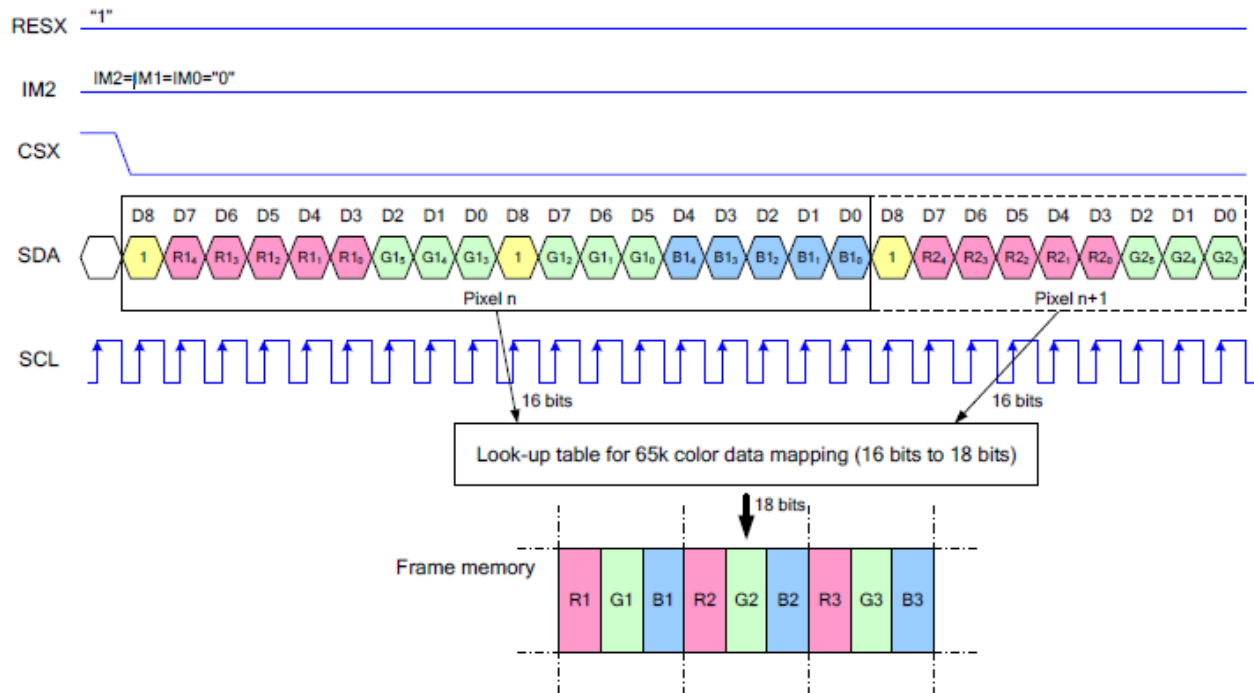 RESX "1"
IM2 IM2=IM1=IM0="0"
CSX
D8 D7 D6 D5 D4 D3 D2 D1 D0 D8 D7 D6 D5 D4 D3 D2 D1 D0 D8 D7 D6 D5 D4 D3 D2 D1 D0
SDA 1 R1₄ R1₃ R1₂ R1₁ R1₀ G1₅ G1₄ G1₃ 1 G1₂ G1₁ G1₀ B1₄ B1₃ B1₂ B1₁ B1₀ 1 R2₄ R2₃ R2₂ R2₁ R2₀ G2₅ G2₄ G2₃
Pixel n Pixel n+1
SCL
16 bits 16 bits
Look-up table for 65k color data mapping (16 bits to 18 bits)
18 bits
Frame memory
R1 G1 B1 R2 G2 B2 R3 G3 B3